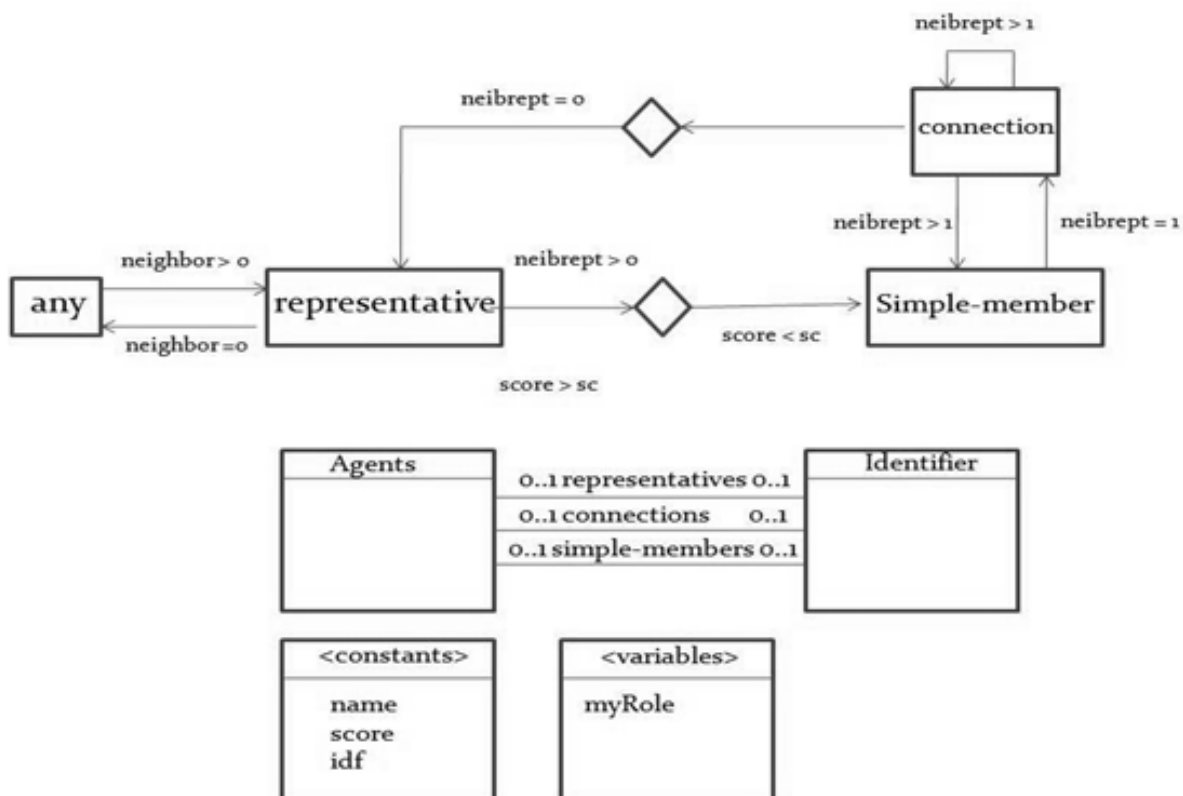 neibrept > 1
neibrept = 0
connection
neibrept > 1
neibrept = 1
neighbor > 0
neibrept > 0
any
representative
Simple-member
neighbor =0
score < sc
score > sc
Agents
Identifier
0..1 representatives 0..1
0..1 connections 0..1
0..1 simple-members 0..1
<constants>
<variables>
name
myRole
score
idf